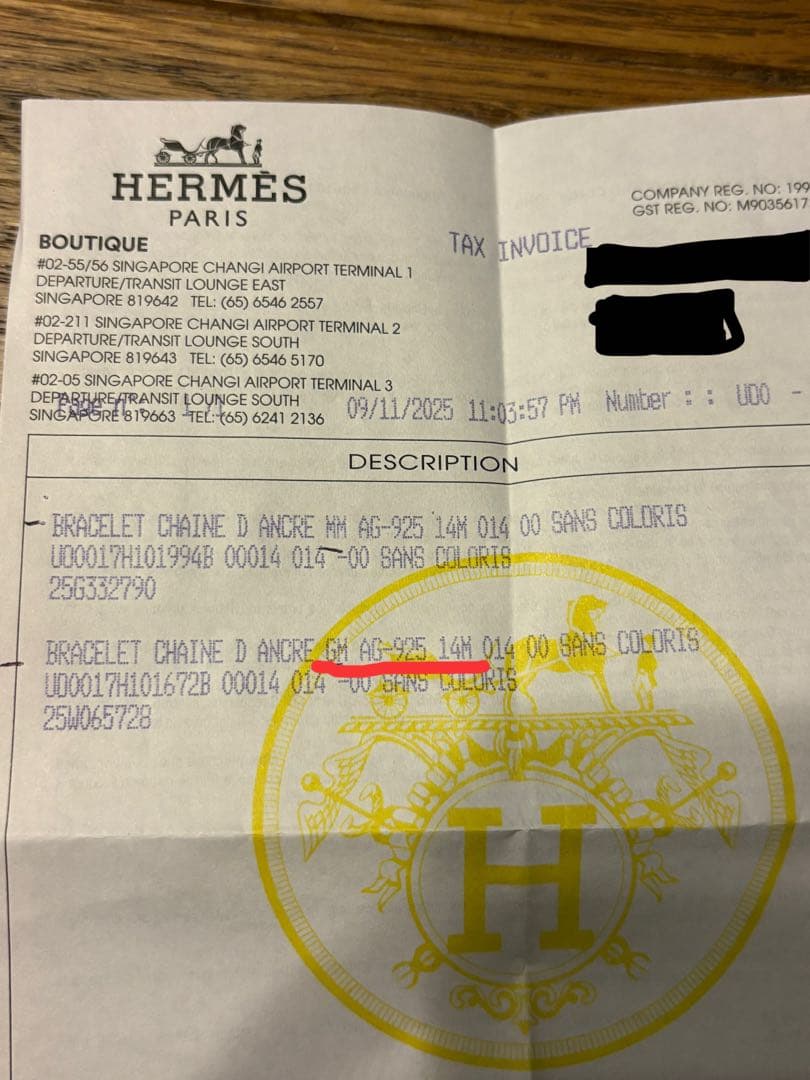 HERMÈS
PARIS
COMPANY REG. NO: 199
GST REG. NO: M9035617
BOUTIQUE
TAX INVOICE
#02-55/56 SINGAPORE CHANGI AIRPORT TERMINAL 1
DEPARTURE/TRANSIT LOUNGE EAST
SINGAPORE 819642 TEL: (65) 6546 2557
#02-211 SINGAPORE CHANGI AIRPORT TERMINAL 2
DEPARTURE/TRANSIT LOUNGE SOUTH
SINGAPORE 819643 TEL: (65) 6546 5170
#02-05 SINGAPORE CHANGI AIRPORT TERMINAL 3
DEPARTURE/TRANSIT LOUNGE SOUTH
SINGAPORE 819663 TEL: (65) 6241 2136
09/11/2025 11:03:57 PM Number : : UDO -
DESCRIPTION
BRACELET CHAINE D ANCRE MM AG-925 14M 014 00 SANS COLORIS
UDO017H101994B 00014 014 -00 SANS COLORIS
25G332790
BRACELET CHAINE D ANCRE GM AG-925 14M 014 00 SANS COLORIS
UDO017H101672B 00014 014 -00 SANS COLORIS
25W065728
H